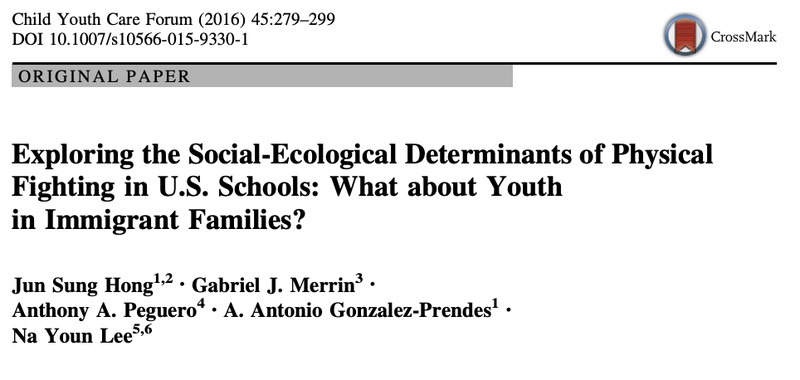 Child Youth Care Forum (2016) 45:279–299
DOI 10.1007/s10566-015-9330-1
CrossMark
ORIGINAL PAPER
Exploring the Social-Ecological Determinants of Physical
Fighting in U.S. Schools: What about Youth
in Immigrant Families?
Jun Sung Hong1,2 · Gabriel J. Merrin3 ·
Anthony A. Peguero4 · A. Antonio Gonzalez-Prendes1 ·
Na Youn Lee5,6